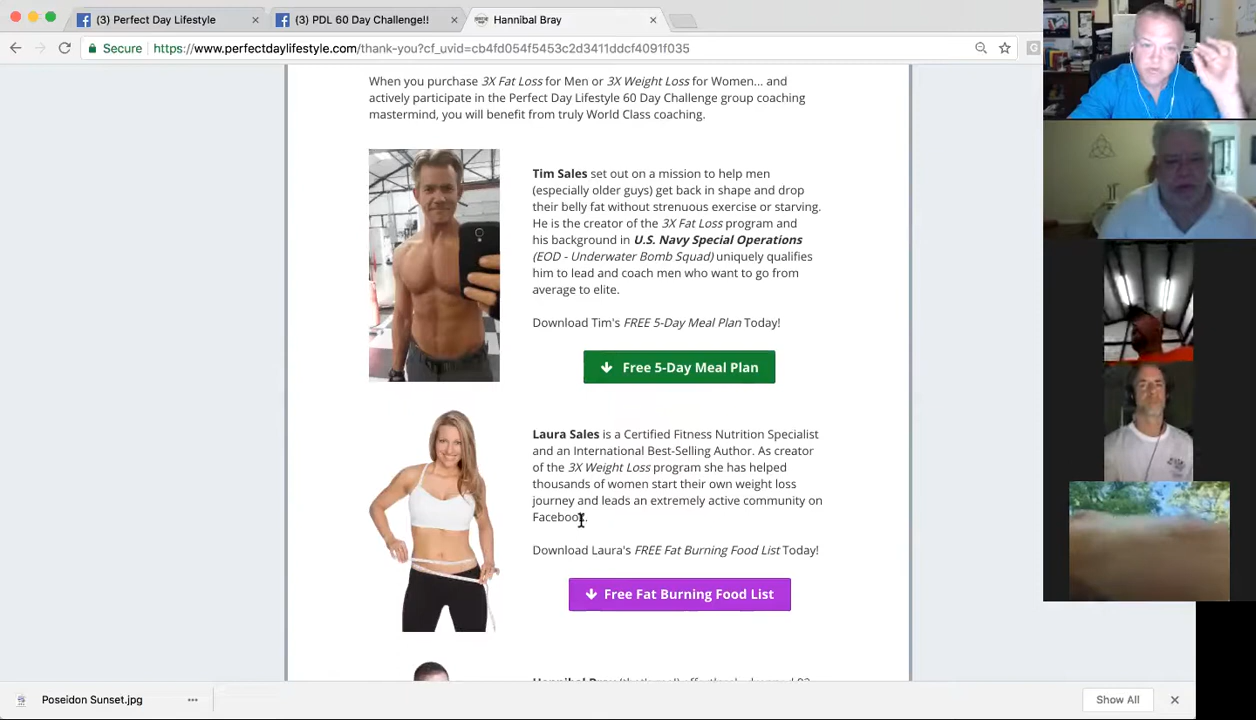 (3) Perfect Day Lifestyle
(3) PDL 60 Day Challenge!!
Hannibal Bray
Secure
https://www.perfectdaylifestyle.com/thank-you?cf_uvid=cb4fd054f5453c2d3411ddcf4091f035
When you purchase 3X Fat Loss for Men or 3X Weight Loss for Women... and
actively participate in the Perfect Day Lifestyle 60 Day Challenge group coaching
mastermind, you will benefit from truly World Class coaching.
Tim Sales set out on a mission to help men
(especially older guys) get back in shape and drop
their belly fat without strenuous exercise or starving.
He is the creator of the 3X Fat Loss program and
his background in U.S. Navy Special Operations
(EOD - Underwater Bomb Squad) uniquely qualifies
him to lead and coach men who want to go from
average to elite.
Download Tim's FREE 5-Day Meal Plan Today!
Free 5-Day Meal Plan
Laura Sales is a Certified Fitness Nutrition Specialist
and an International Best-Selling Author. As creator
of the 3X Weight Loss program she has helped
thousands of women start their own weight loss
journey and leads an extremely active community on
Facebook.
Download Laura's FREE Fat Burning Food List Today!
Free Fat Burning Food List
Poseidon Sunset.jpg
Show All